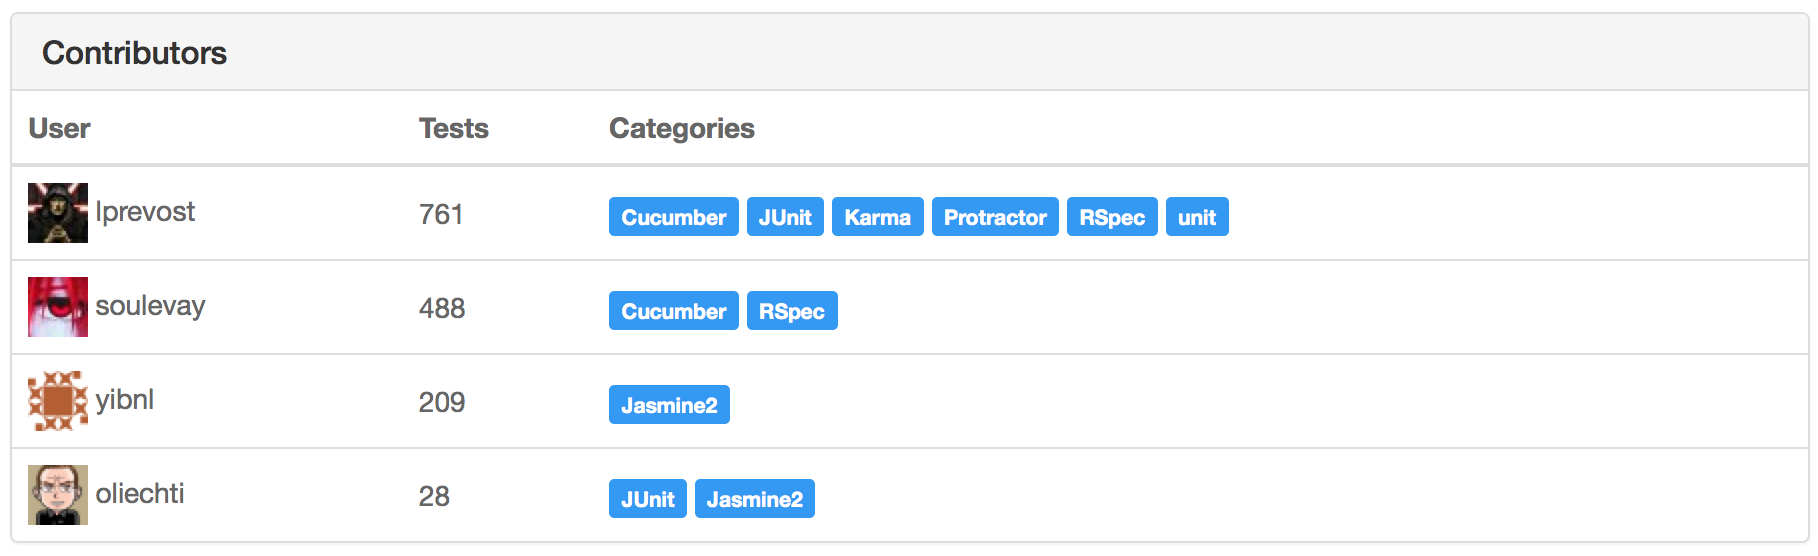 Contributors
User Tests Categories
lprevost 761 Cucumber JUnit Karma Protractor RSpec unit
soulevay 488 Cucumber RSpec
yibnl 209 Jasmine2
oliechti 28 JUnit Jasmine2